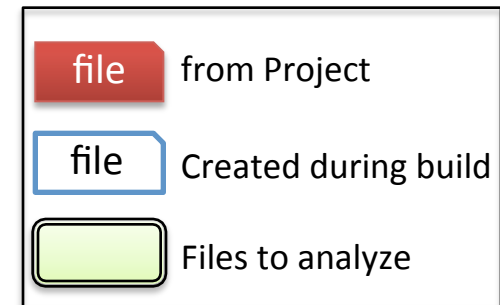 file from Project
file Created during build
Files to analyze